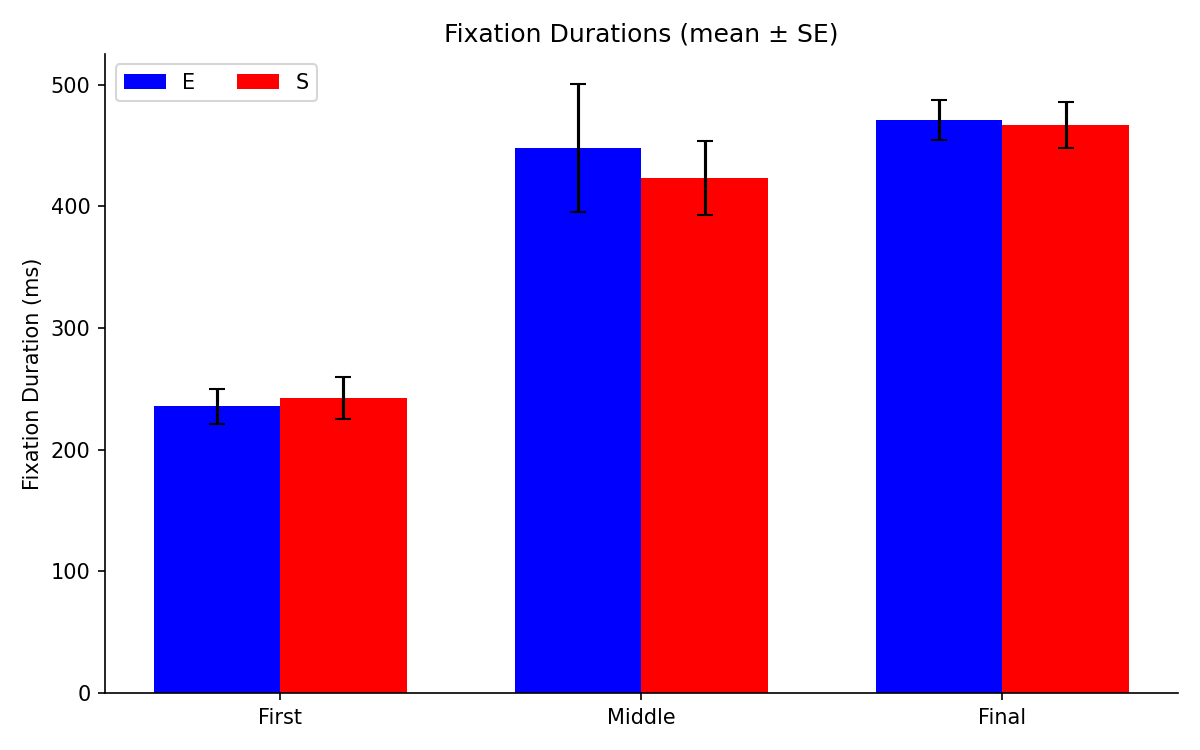 Fixation Durations (mean ± SE)
E S
Fixation Duration (ms)
500
400
300
200
100
0
First Middle Final